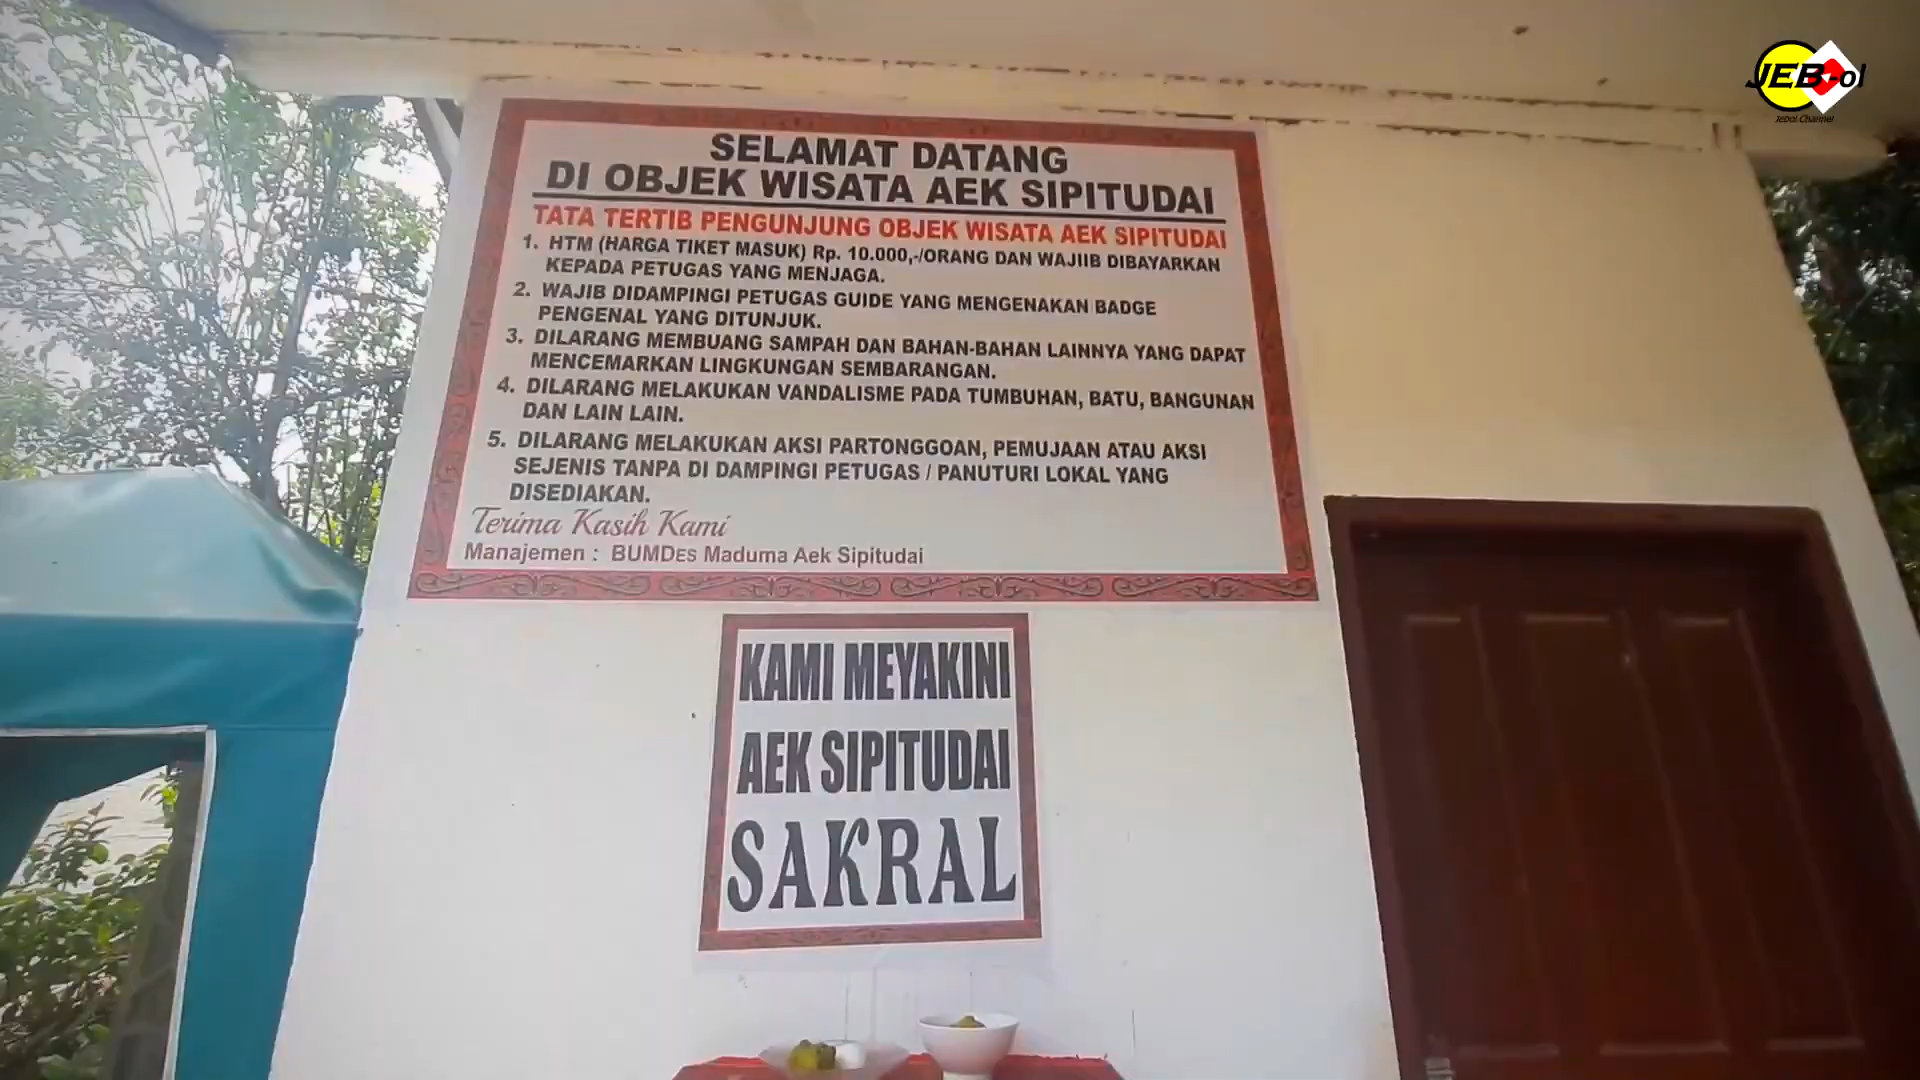 JEB-ol
Jebol Channel
SELAMAT DATANG
DI OBJEK WISATA AEK SIPITUDAI
TATA TERTIB PENGUNJUNG OBJEK WISATA AEK SIPITUDAI
1. HTM (HARGA TIKET MASUK) Rp. 10.000,-/ORANG DAN WAJIIB DIBAYARKAN
KEPADA PETUGAS YANG MENJAGA.
2. WAJIB DIDAMPINGI PETUGAS GUIDE YANG MENGENAKAN BADGE
PENGENAL YANG DITUNJUK.
3. DILARANG MEMBUANG SAMPAH DAN BAHAN-BAHAN LAINNYA YANG DAPAT
MENCEMARKAN LINGKUNGAN SEMBARANGAN.
4. DILARANG MELAKUKAN VANDALISME PADA TUMBUHAN, BATU, BANGUNAN
DAN LAIN LAIN.
5. DILARANG MELAKUKAN AKSI PARTONGGOAN, PEMUJAAN ATAU AKSI
SEJENIS TANPA DI DAMPINGI PETUGAS / PANUTURI LOKAL YANG
DISEDIAKAN.
Terima Kasih Kami
Manajemen : BUMDes Maduma Aek Sipitudai
KAMI MEYAKINI
AEK SIPITUDAI
SAKRAL